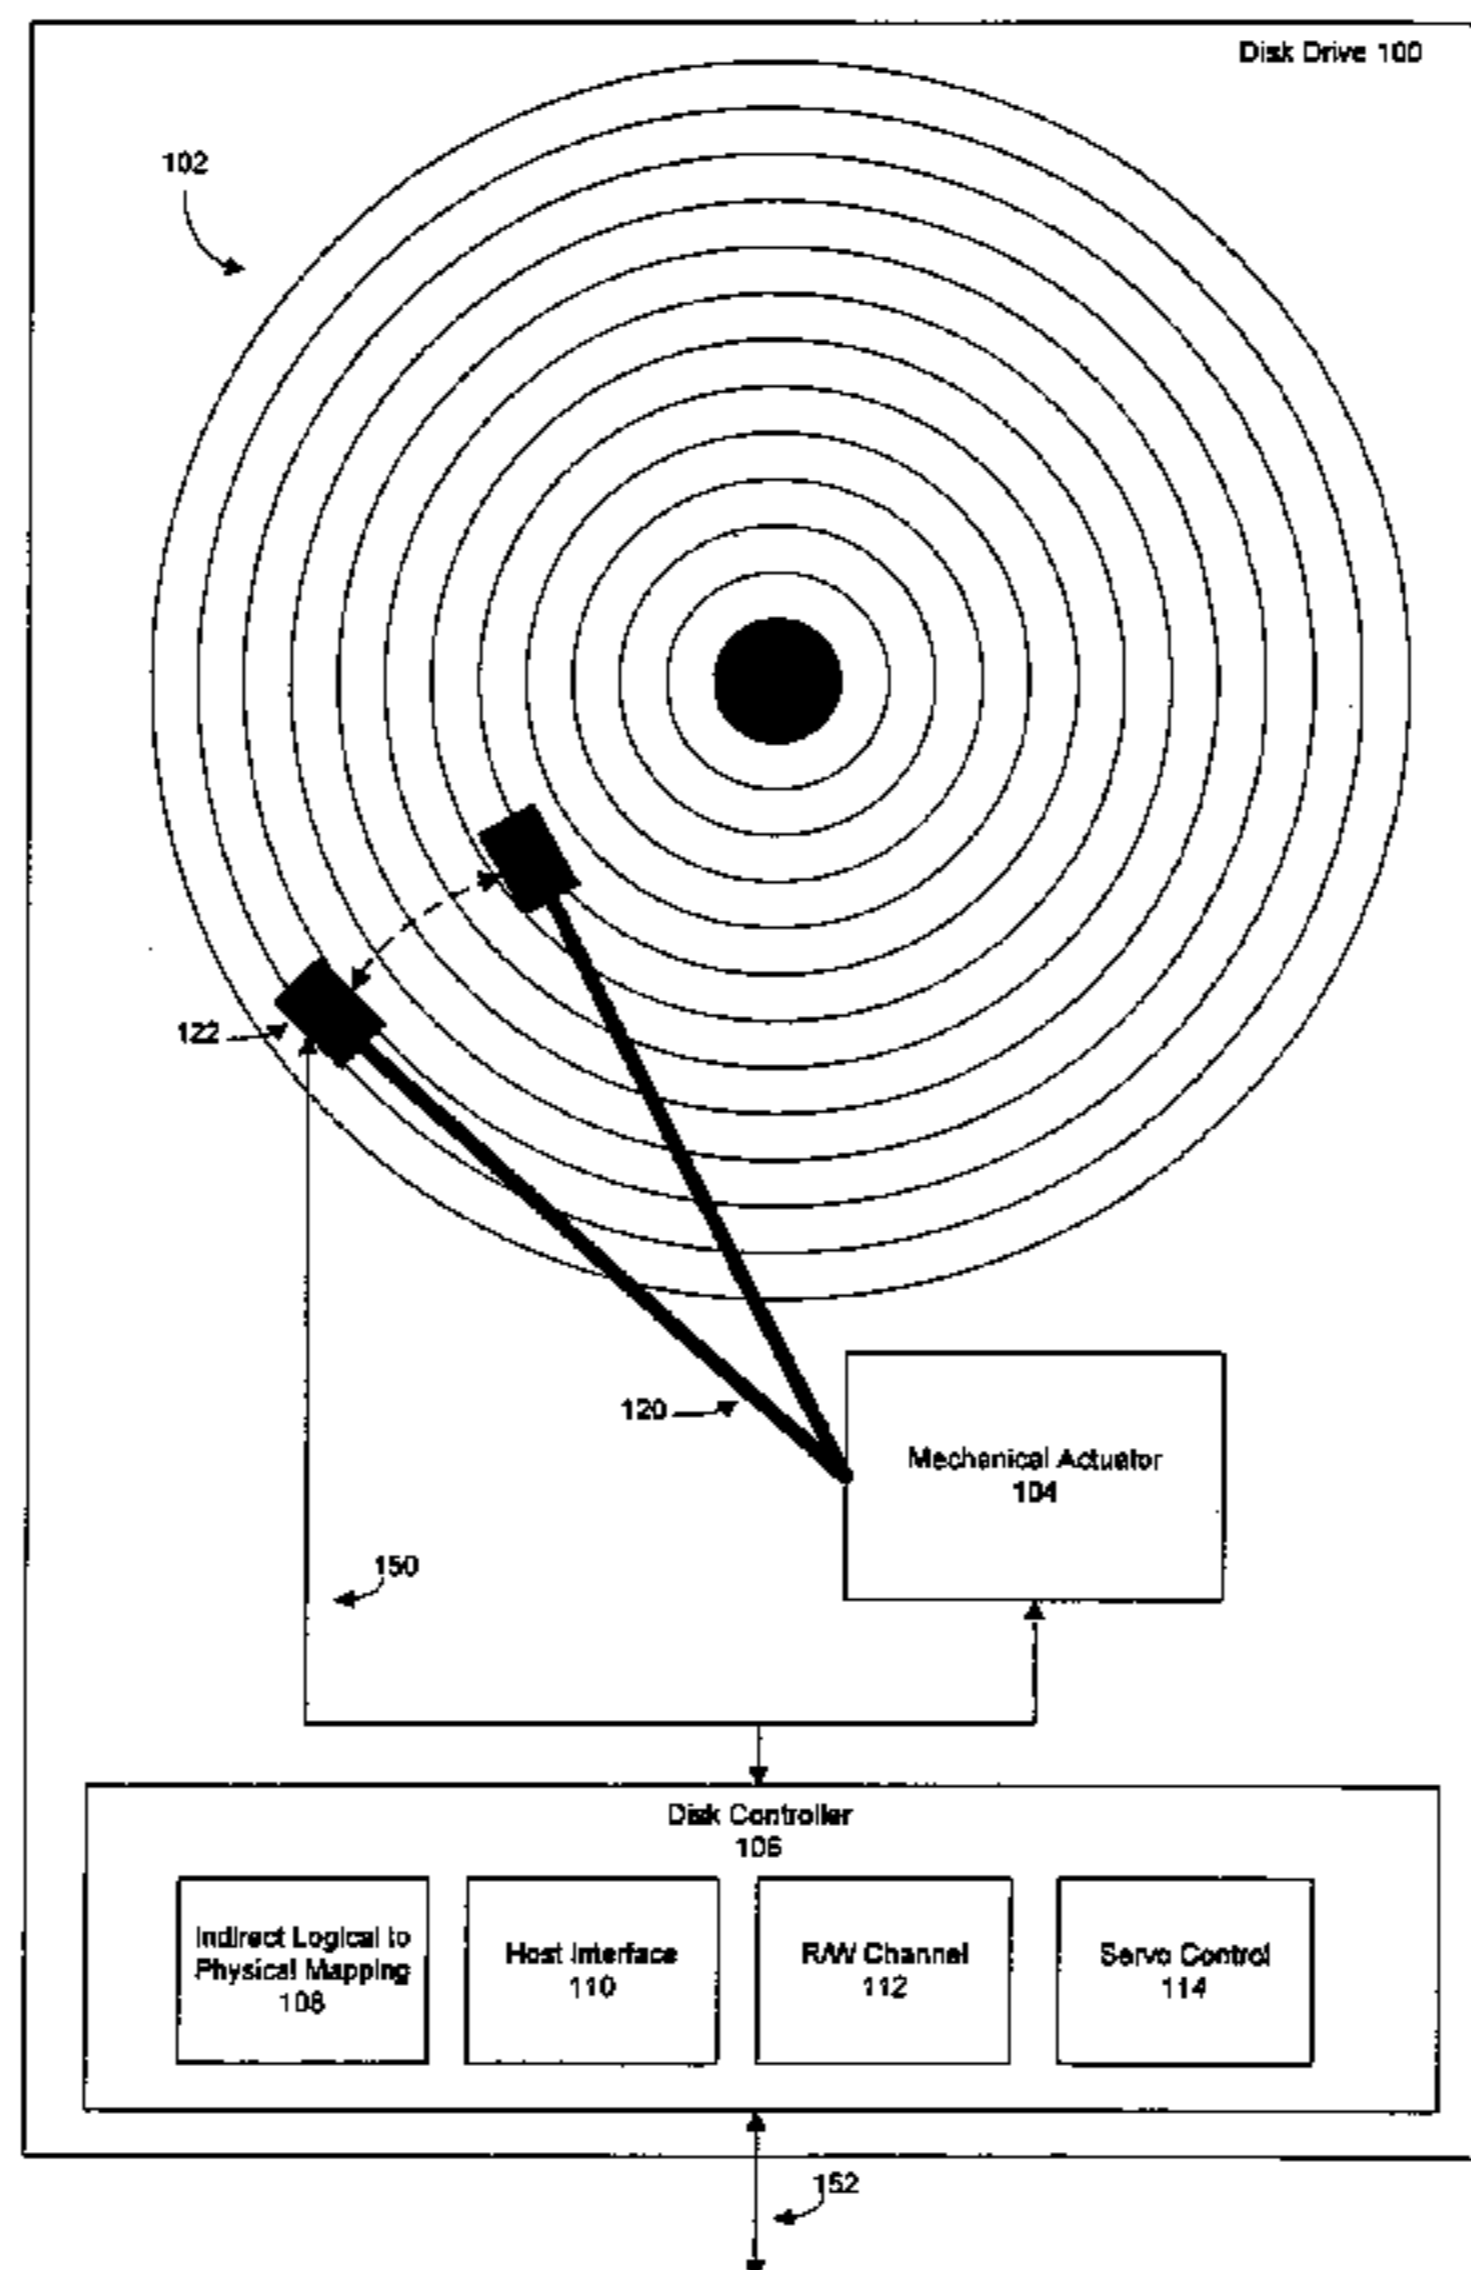 Disk Drive 100
102
122
120
Mechanical Actuator
104
150
Disk Controller
106
Indirect Logical to
Physical Mapping
108
Host Interface
110
R/W Channel
112
Servo Control
114
152